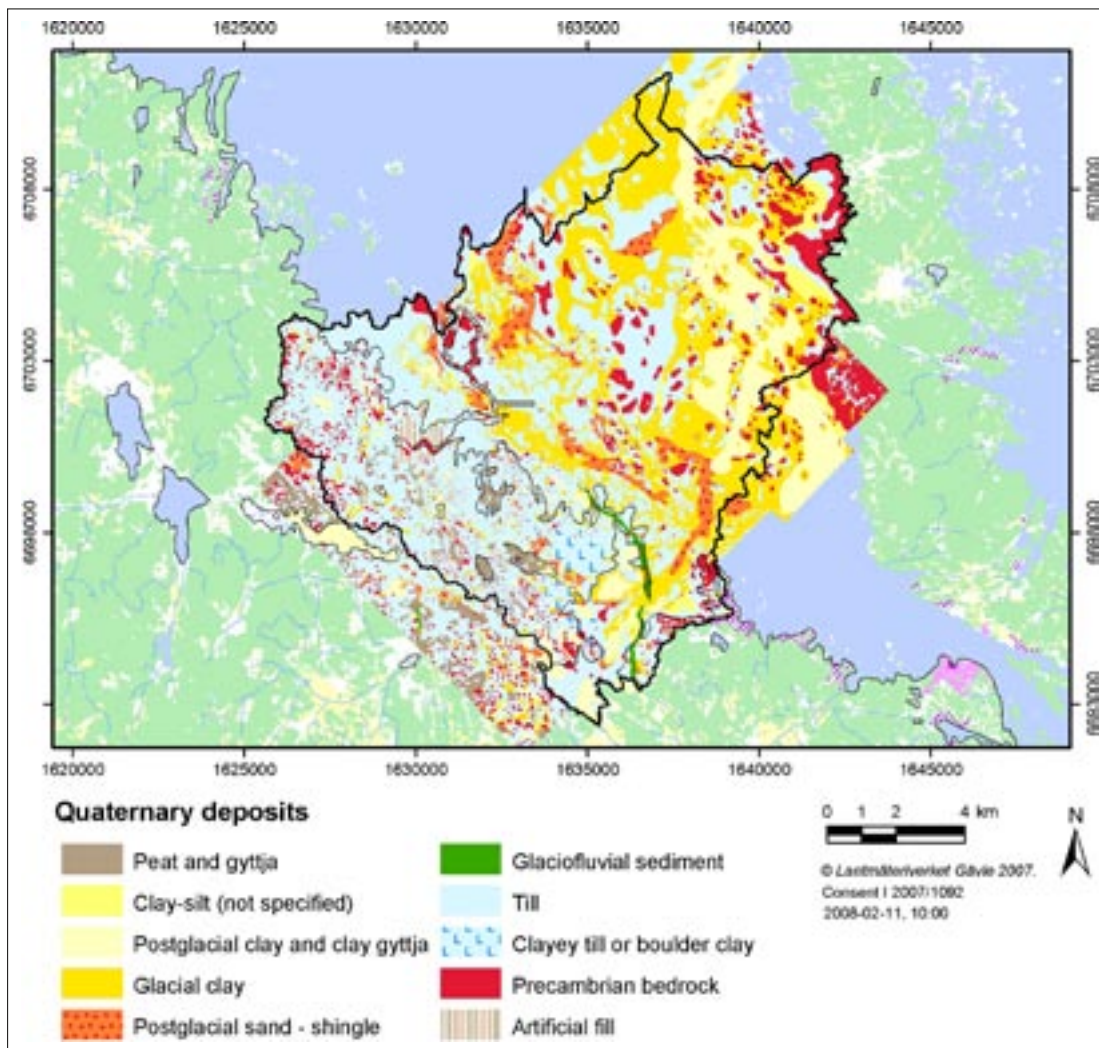 1620000 1625000 1630000 1635000 1640000 1645000
6708000 6708000
6703000 6703000
6698000 6698000
6693000
1620000 1625000 1630000 1635000 1640000 1645000
Quaternary deposits
Peat and gyttja
Clay-silt (not specified)
Postglacial clay and clay gyttja
Glacial clay
Postglacial sand - shingle
Glaciofluvial sediment
Till
Clayey till or boulder clay
Precambrian bedrock
Artificial fill
0 1 2 4 km
N
© Lantmäteriverket Gävle 2007.
Consent I 2007/1092
2008-02-11, 10:00